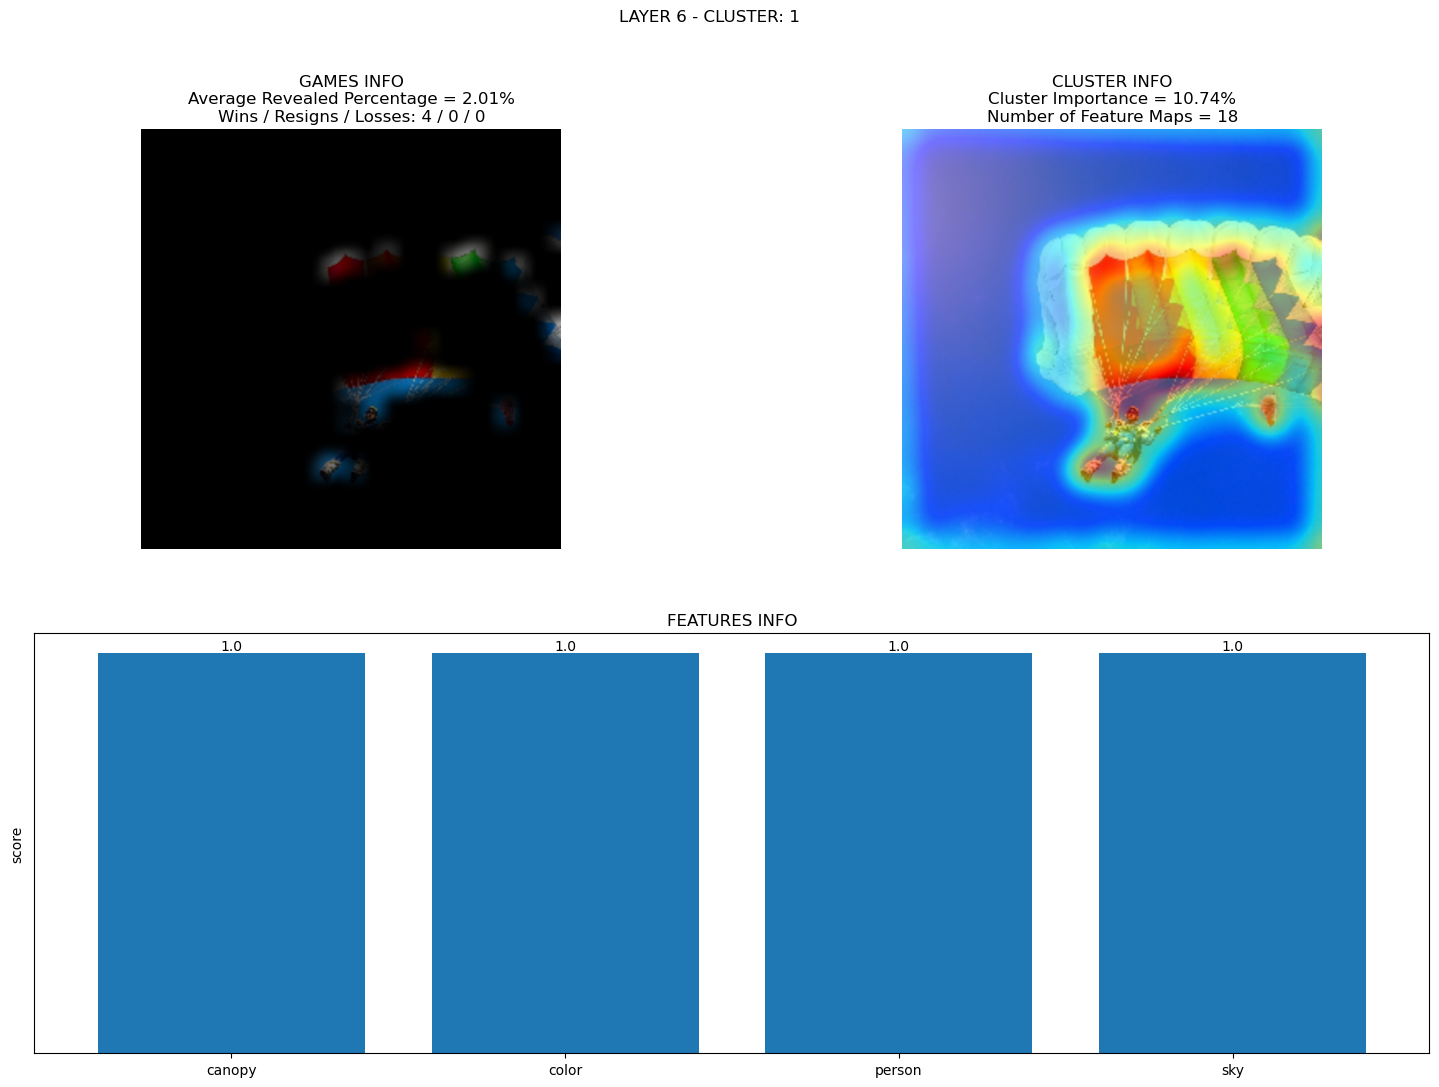 LAYER 6 - CLUSTER: 1
GAMES INFO
Average Revealed Percentage = 2.01%
Wins / Resigns / Losses: 4 / 0 / 0
CLUSTER INFO
Cluster Importance = 10.74%
Number of Feature Maps = 18
FEATURES INFO
score
1.0
1.0
1.0
1.0
canopy
color
person
sky